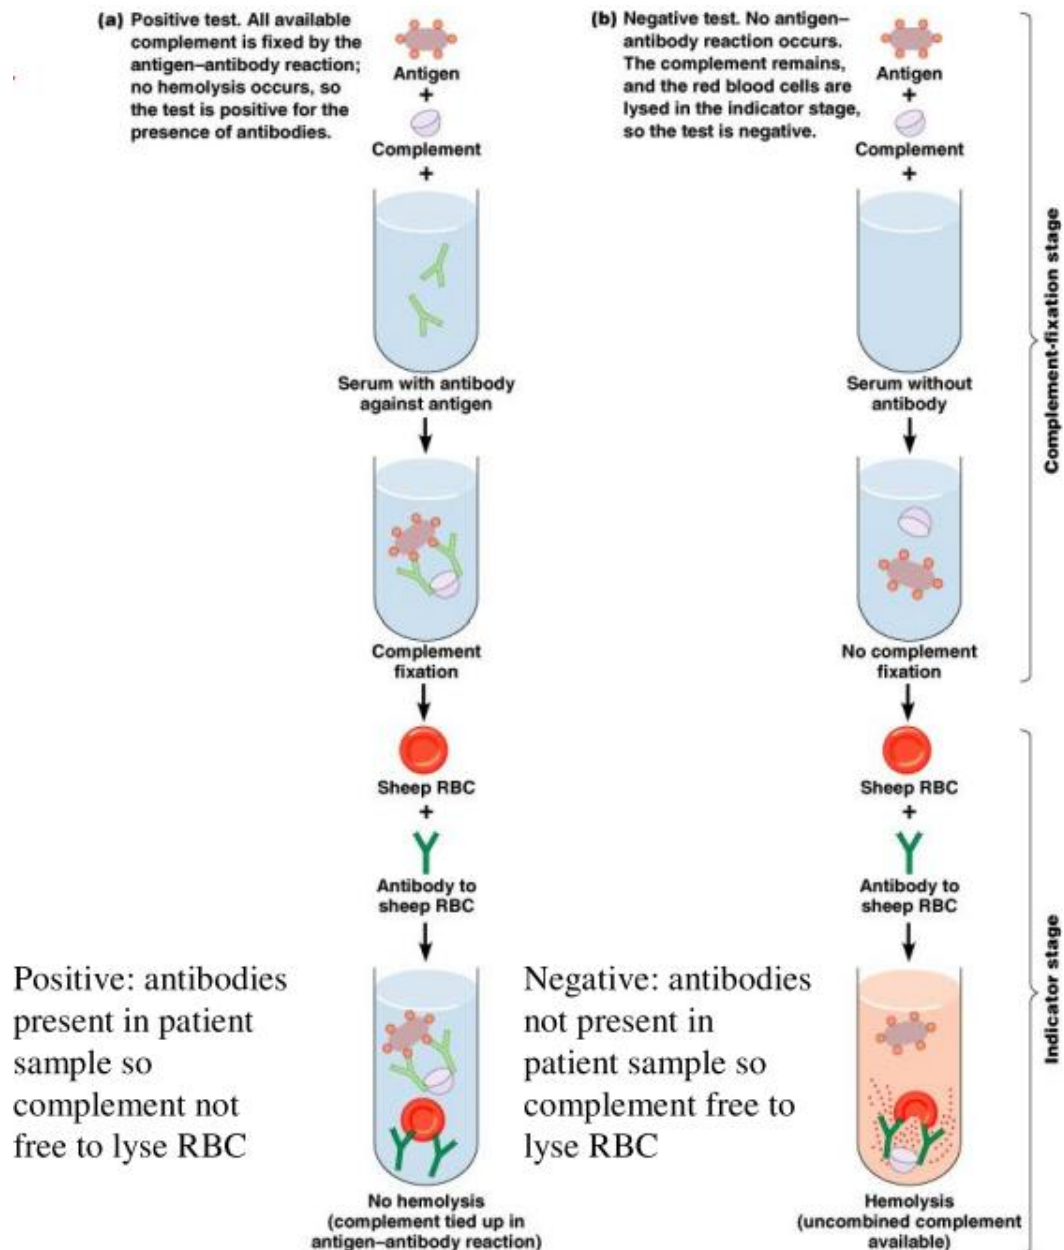 (a) Positive test. All available
complement is fixed by the
antigen–antibody reaction;
no hemolysis occurs, so
the test is positive for the
presence of antibodies.
Antigen
+
Complement
+
Serum with antibody
against antigen
Complement
fixation
Sheep RBC
+
Antibody to
sheep RBC
Positive: antibodies
present in patient
sample so
complement not
free to lyse RBC
No hemolysis
(complement tied up in
antigen–antibody reaction)
(b) Negative test. No antigen–
antibody reaction occurs.
The complement remains,
and the red blood cells are
lysed in the indicator stage,
so the test is negative.
Antigen
+
Complement
+
Serum without
antibody
No complement
fixation
Sheep RBC
+
Antibody to
sheep RBC
Negative: antibodies
not present in
patient sample so
complement free to
lyse RBC
Hemolysis
(uncombined complement
available)
Complement-fixation stage
Indicator stage